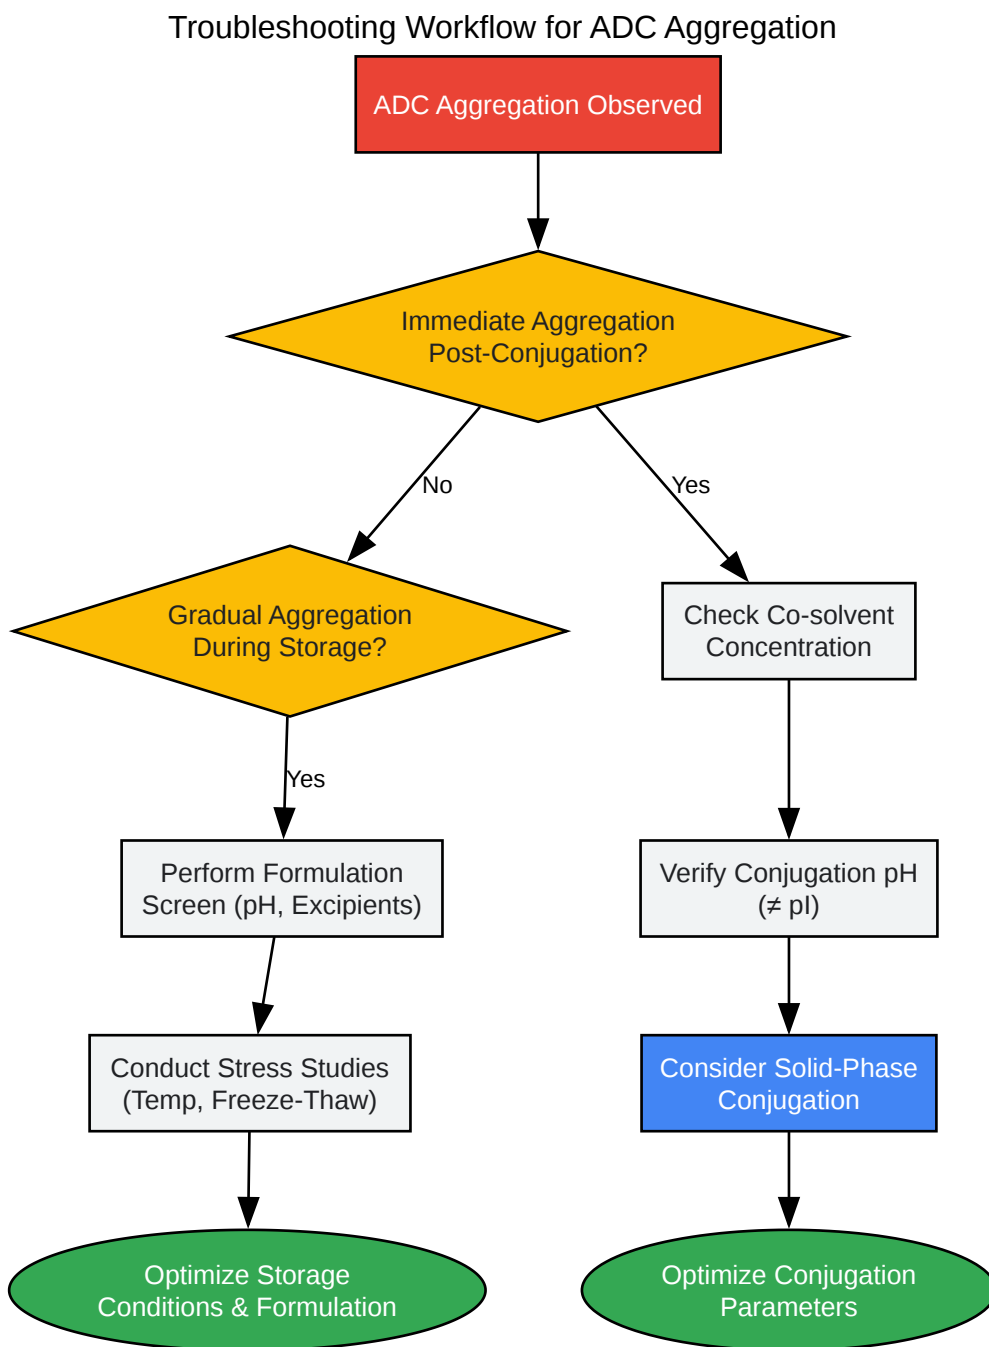 Troubleshooting Workflow for ADC Aggregation
ADC Aggregation Observed
Immediate Aggregation
Post-Conjugation?
No
Yes
Gradual Aggregation
During Storage?
Check Co-solvent
Concentration
Yes
Perform Formulation
Screen (pH, Excipients)
Verify Conjugation pH
(≠ pI)
Conduct Stress Studies
(Temp, Freeze-Thaw)
Consider Solid-Phase
Conjugation
Optimize Storage
Conditions & Formulation
Optimize Conjugation
Parameters